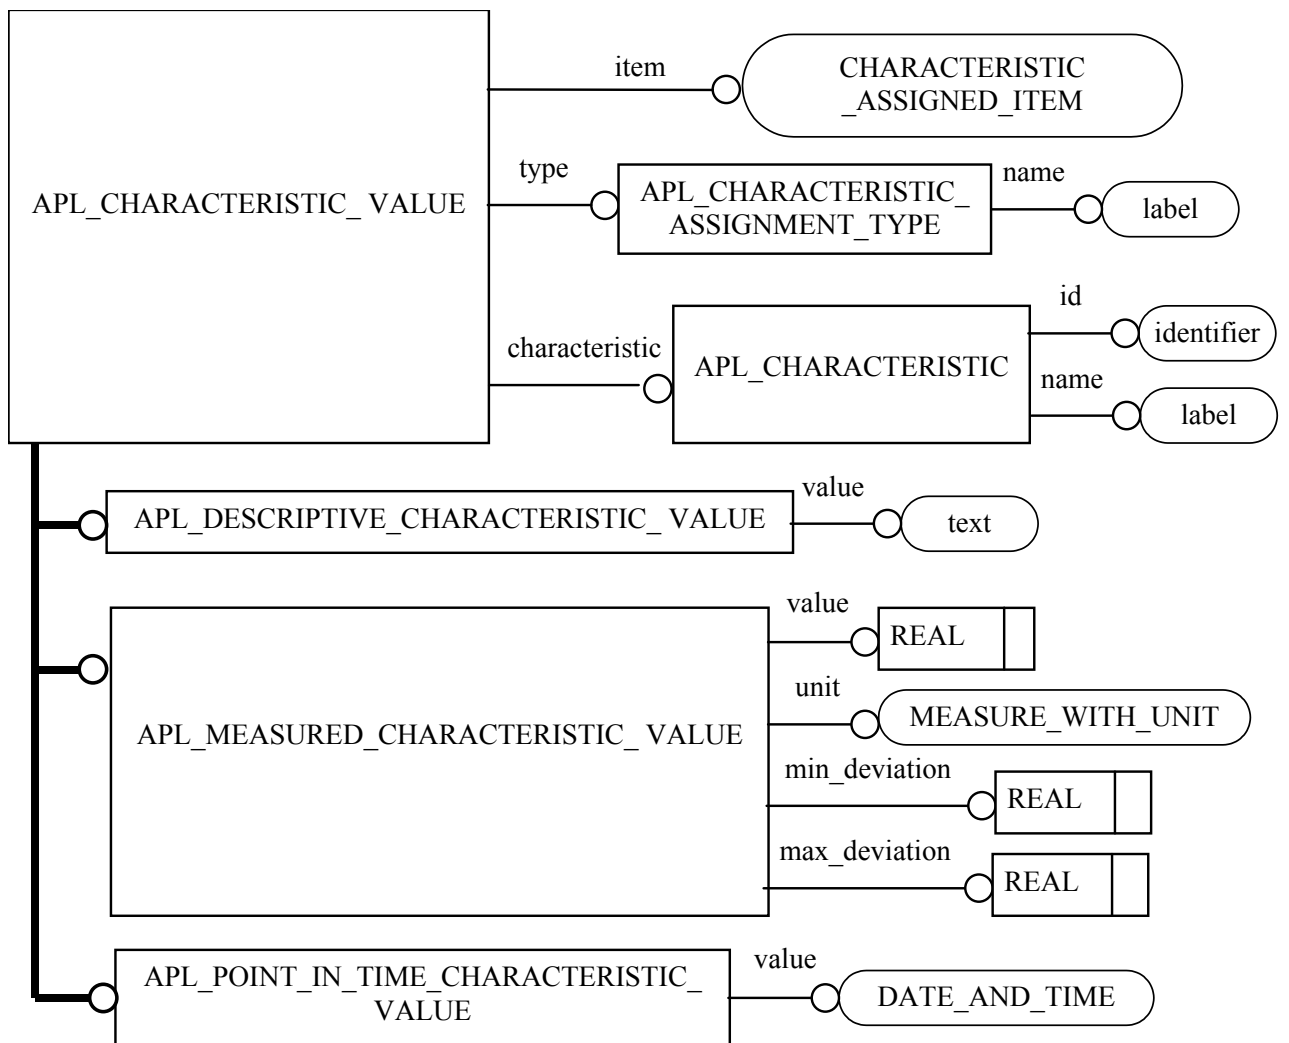 item
CHARACTERISTIC
_ASSIGNED_ITEM
APL_CHARACTERISTIC_ VALUE
type
APL_CHARACTERISTIC_
ASSIGNMENT_TYPE
name
label
characteristic
APL_CHARACTERISTIC
id
identifier
name
label
APL_DESCRIPTIVE_CHARACTERISTIC_ VALUE
value
text
APL_MEASURED_CHARACTERISTIC_ VALUE
value
REAL
unit
MEASURE_WITH_UNIT
min_deviation
REAL
max_deviation
REAL
APL_POINT_IN_TIME_CHARACTERISTIC_
VALUE
value
DATE_AND_TIME